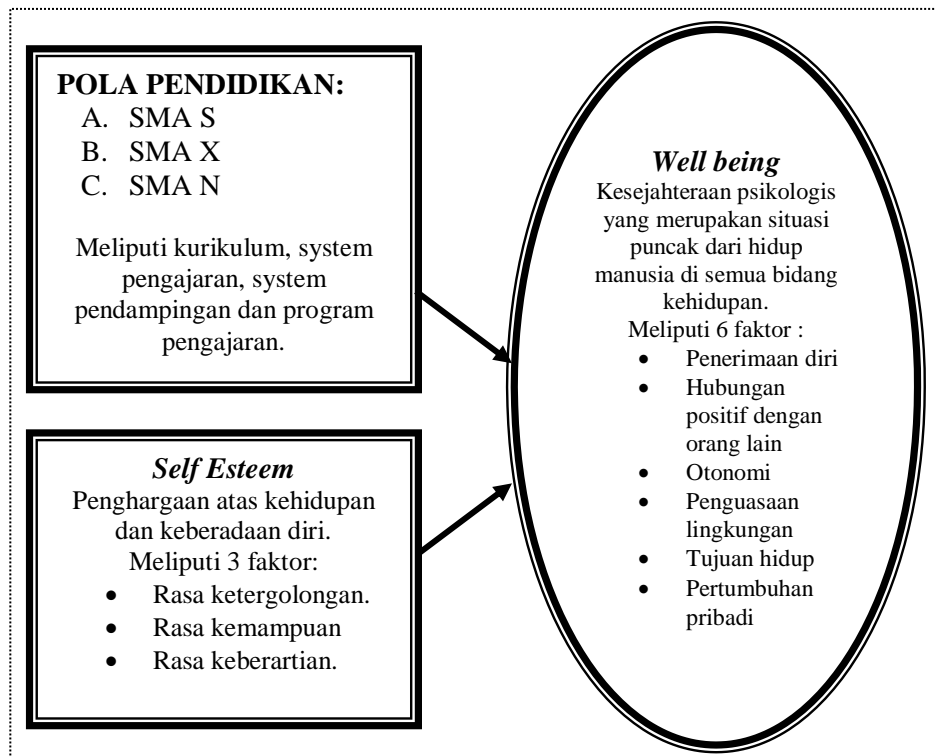 POLA PENDIDIKAN:
A. SMA S
B. SMA X
C. SMA N
Meliputi kurikulum, system
pengajaran, system
pendampingan dan program
pengajaran.
Self Esteem
Penghargaan atas kehidupan
dan keberadaan diri.
Meliputi 3 faktor:
• Rasa ketergolongan.
• Rasa kemampuan
• Rasa keberartian.
Well being
Kesejahteraan psikologis
yang merupakan situasi
puncak dari hidup
manusia di semua bidang
kehidupan.
Meliputi 6 faktor :
• Penerimaan diri
• Hubungan
positif dengan
orang lain
• Otonomi
• Penguasaan
lingkungan
• Tujuan hidup
• Pertumbuhan
pribadi